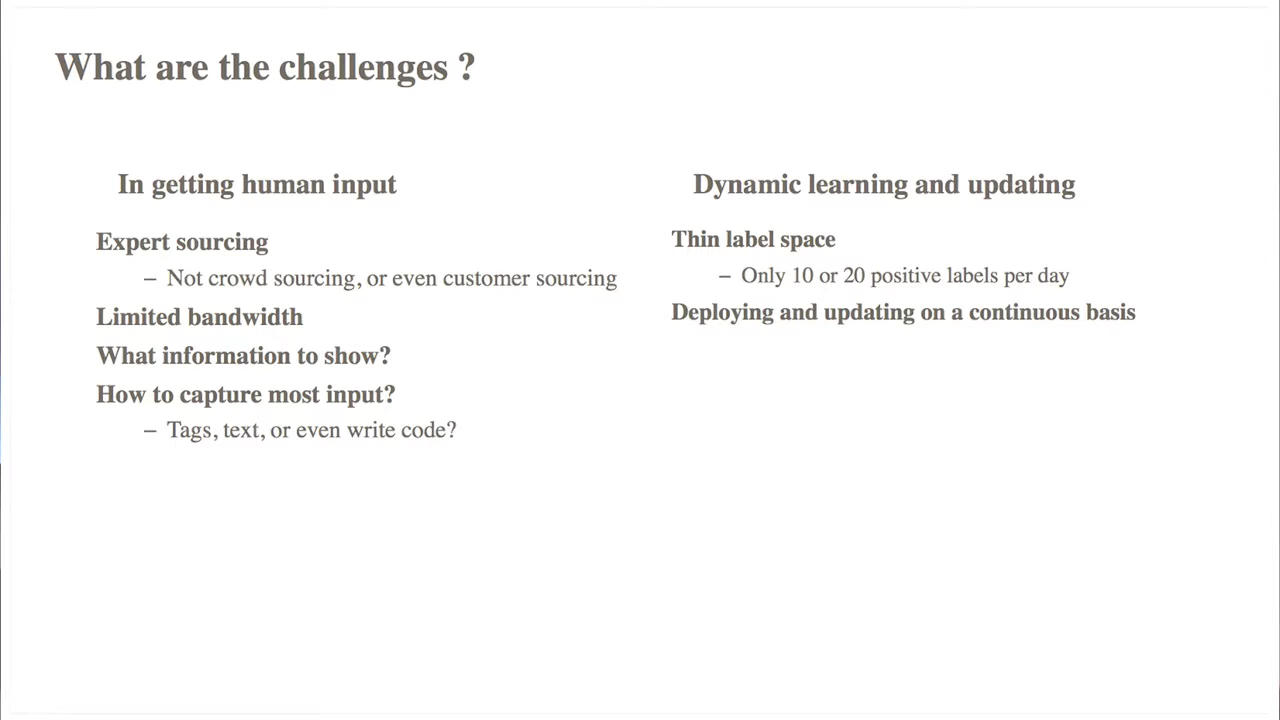 What are the challenges ?
In getting human input
Expert sourcing
– Not crowd sourcing, or even customer sourcing
Limited bandwidth
What information to show?
How to capture most input?
– Tags, text, or even write code?
Dynamic learning and updating
Thin label space
– Only 10 or 20 positive labels per day
Deploying and updating on a continuous basis